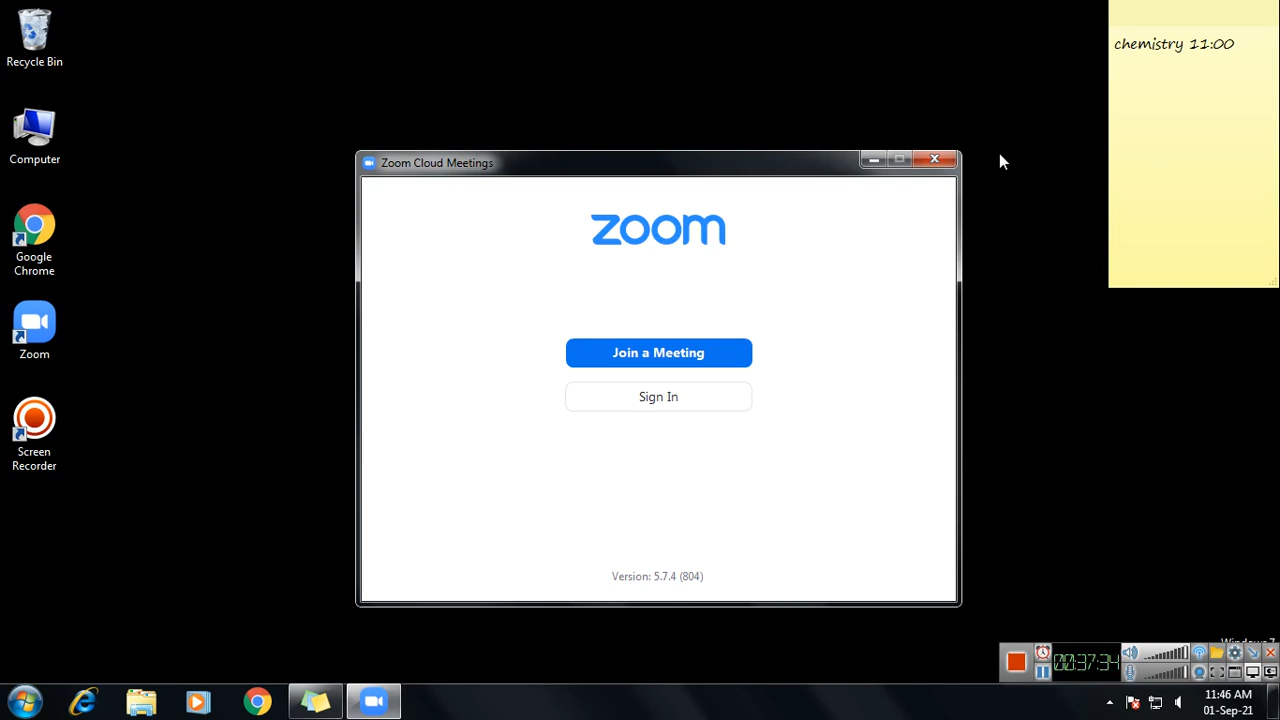 Recycle Bin
chemistry 11:00
Computer
Zoom Cloud Meetings
zoom
Google
Chrome
Join a Meeting
Zoom
Sign In
Screen
Recorder
Version: 5.7.4 (804)
00:37:34
11:46 AM
01-Sep-21